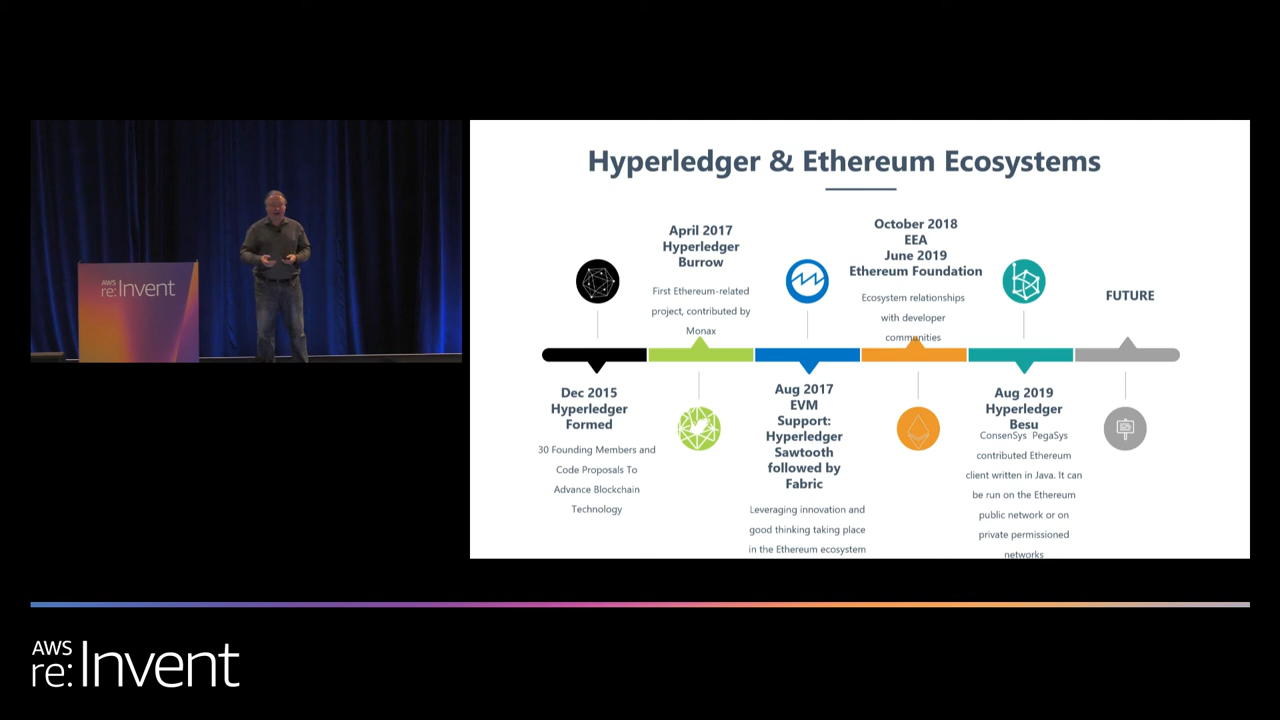 AWS
re:Invent
Hyperledger & Ethereum Ecosystems
Dec 2015
Hyperledger
Formed
30 Founding Members and
Code Proposals To
Advance Blockchain
Technology
April 2017
Hyperledger
Burrow
First Ethereum-related
project, contributed by
Monax
Aug 2017
EVM
Support:
Hyperledger
Sawtooth
followed by
Fabric
Leveraging innovation and
good thinking taking place
in the Ethereum ecosystem
October 2018
EEA
June 2019
Ethereum Foundation
Ecosystem relationships
with developer
communities
Aug 2019
Hyperledger
Besu
ConsenSys PegaSys
contributed Ethereum
client written in Java. It can
be run on the Ethereum
public network or on
private permissioned
networks
FUTURE
AWS
re:Invent